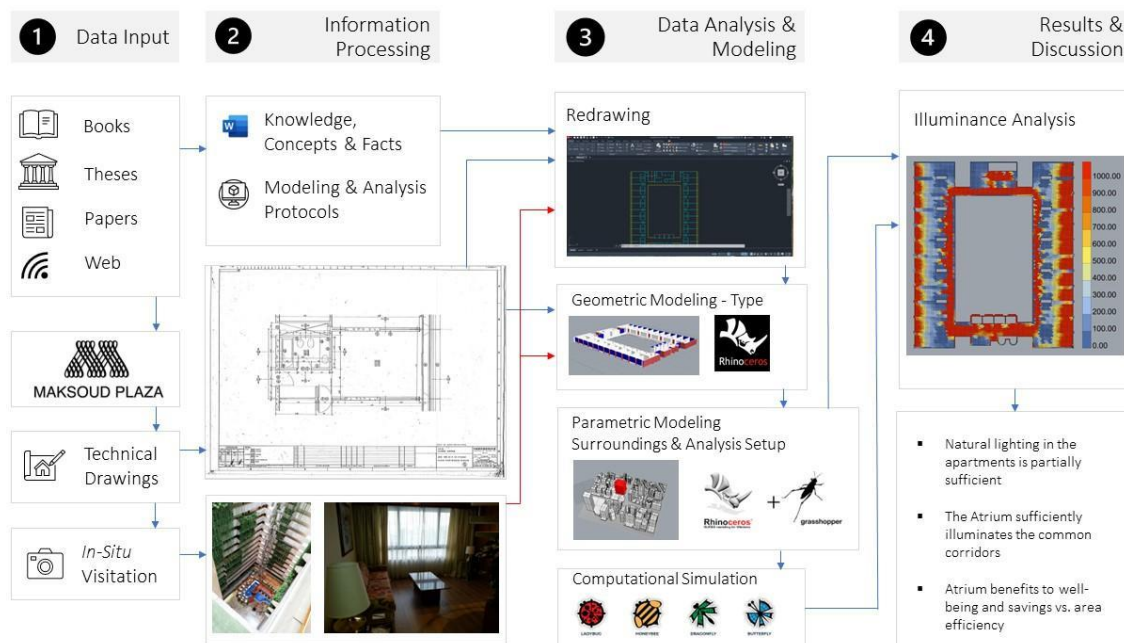 1 Data Input
2 Information
Processing
3 Data Analysis &
Modeling
4 Results &
Discussion
Books
Theses
Papers
Web
MAKSOUD PLAZA
Technical
Drawings
In-Situ
Visitation
W
Knowledge,
Concepts & Facts
Modeling & Analysis
Protocols
Redrawing
Geometric Modeling - Type
Rhinoceros
Parametric Modeling
Surroundings & Analysis Setup
Rhinoceros
+
grasshopper
Computational Simulation
LADYBUG
HONEYBEE
DRAGONFLY
BUTTERFLY
Illuminance Analysis
1000.00
900.00
800.00
700.00
600.00
500.00
400.00
300.00
200.00
100.00
0.00
▪ Natural lighting in the
apartments is partially
sufficient
▪ The Atrium sufficiently
illuminates the common
corridors
▪ Atrium benefits to well-
being and savings vs. area
efficiency